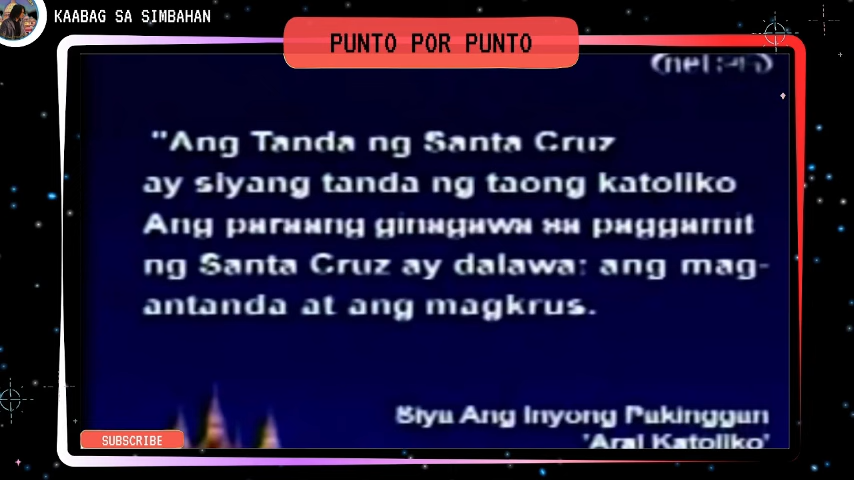 KAABAG SA SIMBAHAN
PUNTO POR PUNTO
net 25
"Ang Tanda ng Santa Cruz
ay siyang tanda ng taong katoliko
Ang paraang ginagawa sa paggamit
ng Santa Cruz ay dalawa: ang mag-
antanda at ang magkrus.
Siya Ang Inyong Pakinggan
'Aral Katoliko'
SUBSCRIBE